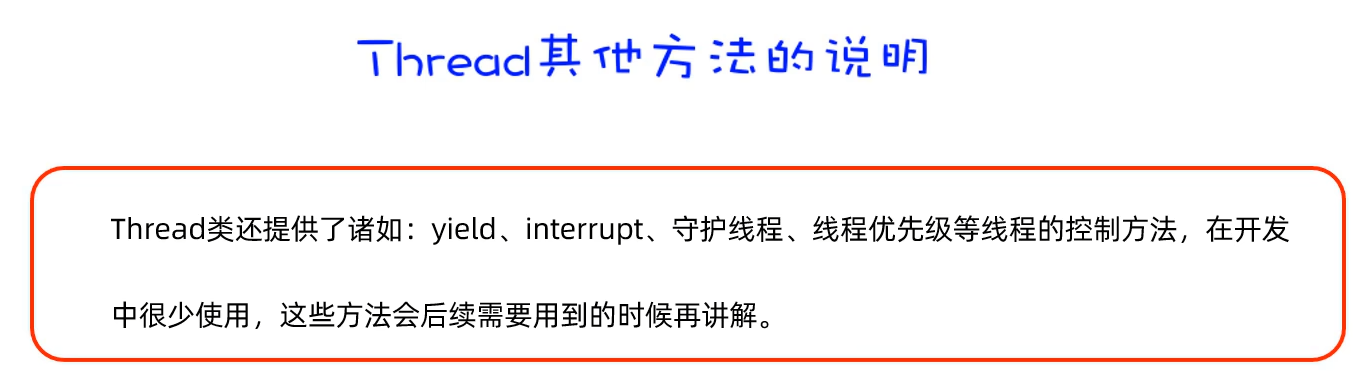 Thread其他方法的说明
Thread类还提供了诸如：yield、interrupt、守护线程、线程优先级等线程的控制方法，在开发
中很少使用，这些方法会后续需要用到的时候再讲解。